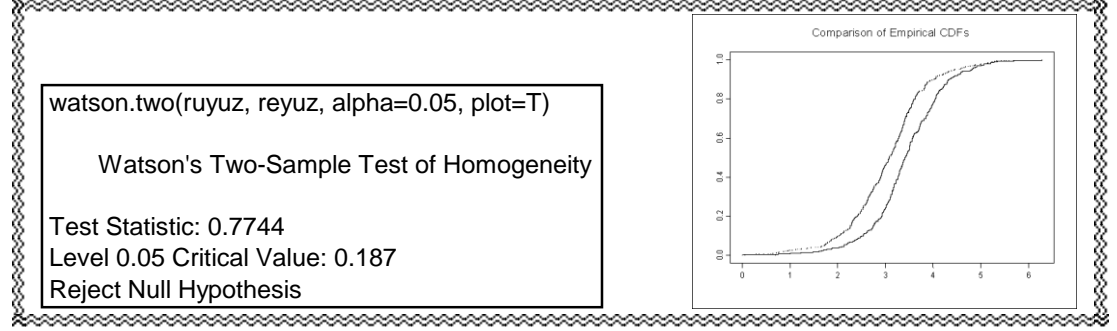 watson.two(ruyuz, reyuz, alpha=0.05, plot=T)
Watson's Two-Sample Test of Homogeneity
Test Statistic: 0.7744
Level 0.05 Critical Value: 0.187
Reject Null Hypothesis
Comparison of Empirical CDFs
1.0
0.8
0.6
0.4
0.2
0.0
0 1 2 3 4 5 6